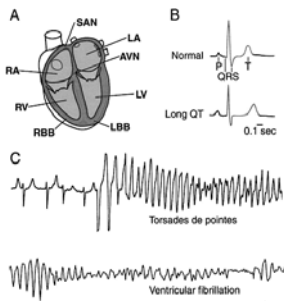 A
SAN
LA
AVN
RA
RV
LV
RBB
LBB
B
Normal
P
T
QRS
Long QT
0.1 sec
C
Torsades de pointes
Ventricular fibrillation